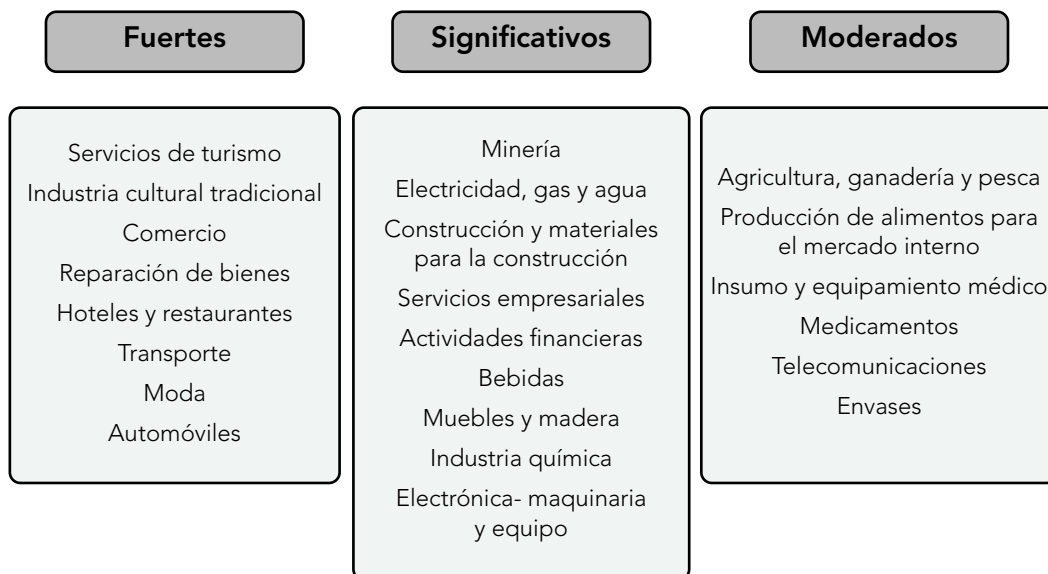 Fuertes
Servicios de turismo
Industria cultural tradicional
Comercio
Reparación de bienes
Hoteles y restaurantes
Transporte
Moda
Automóviles
Significativos
Minería
Electricidad, gas y agua
Construcción y materiales
para la construcción
Servicios empresariales
Actividades financieras
Bebidas
Muebles y madera
Industria química
Electrónica- maquinaria
y equipo
Moderados
Agricultura, ganadería y pesca
Producción de alimentos para
el mercado interno
Insumo y equipamiento médico
Medicamentos
Telecomunicaciones
Envases